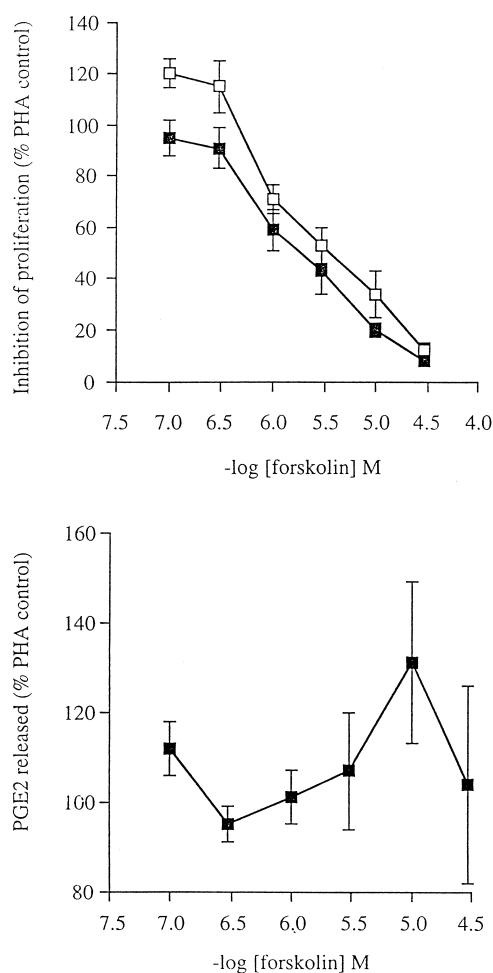 Inhibition of proliferation (% PHA control)
140
120
100
80
60
40
20
0
7.5 7.0 6.5 6.0 5.5 5.0 4.5 4.0
-log [forskolin] M
PGE2 released (% PHA control)
160
140
120
100
80
7.5 7.0 6.5 6.0 5.5 5.0 4.5
-log [forskolin] M